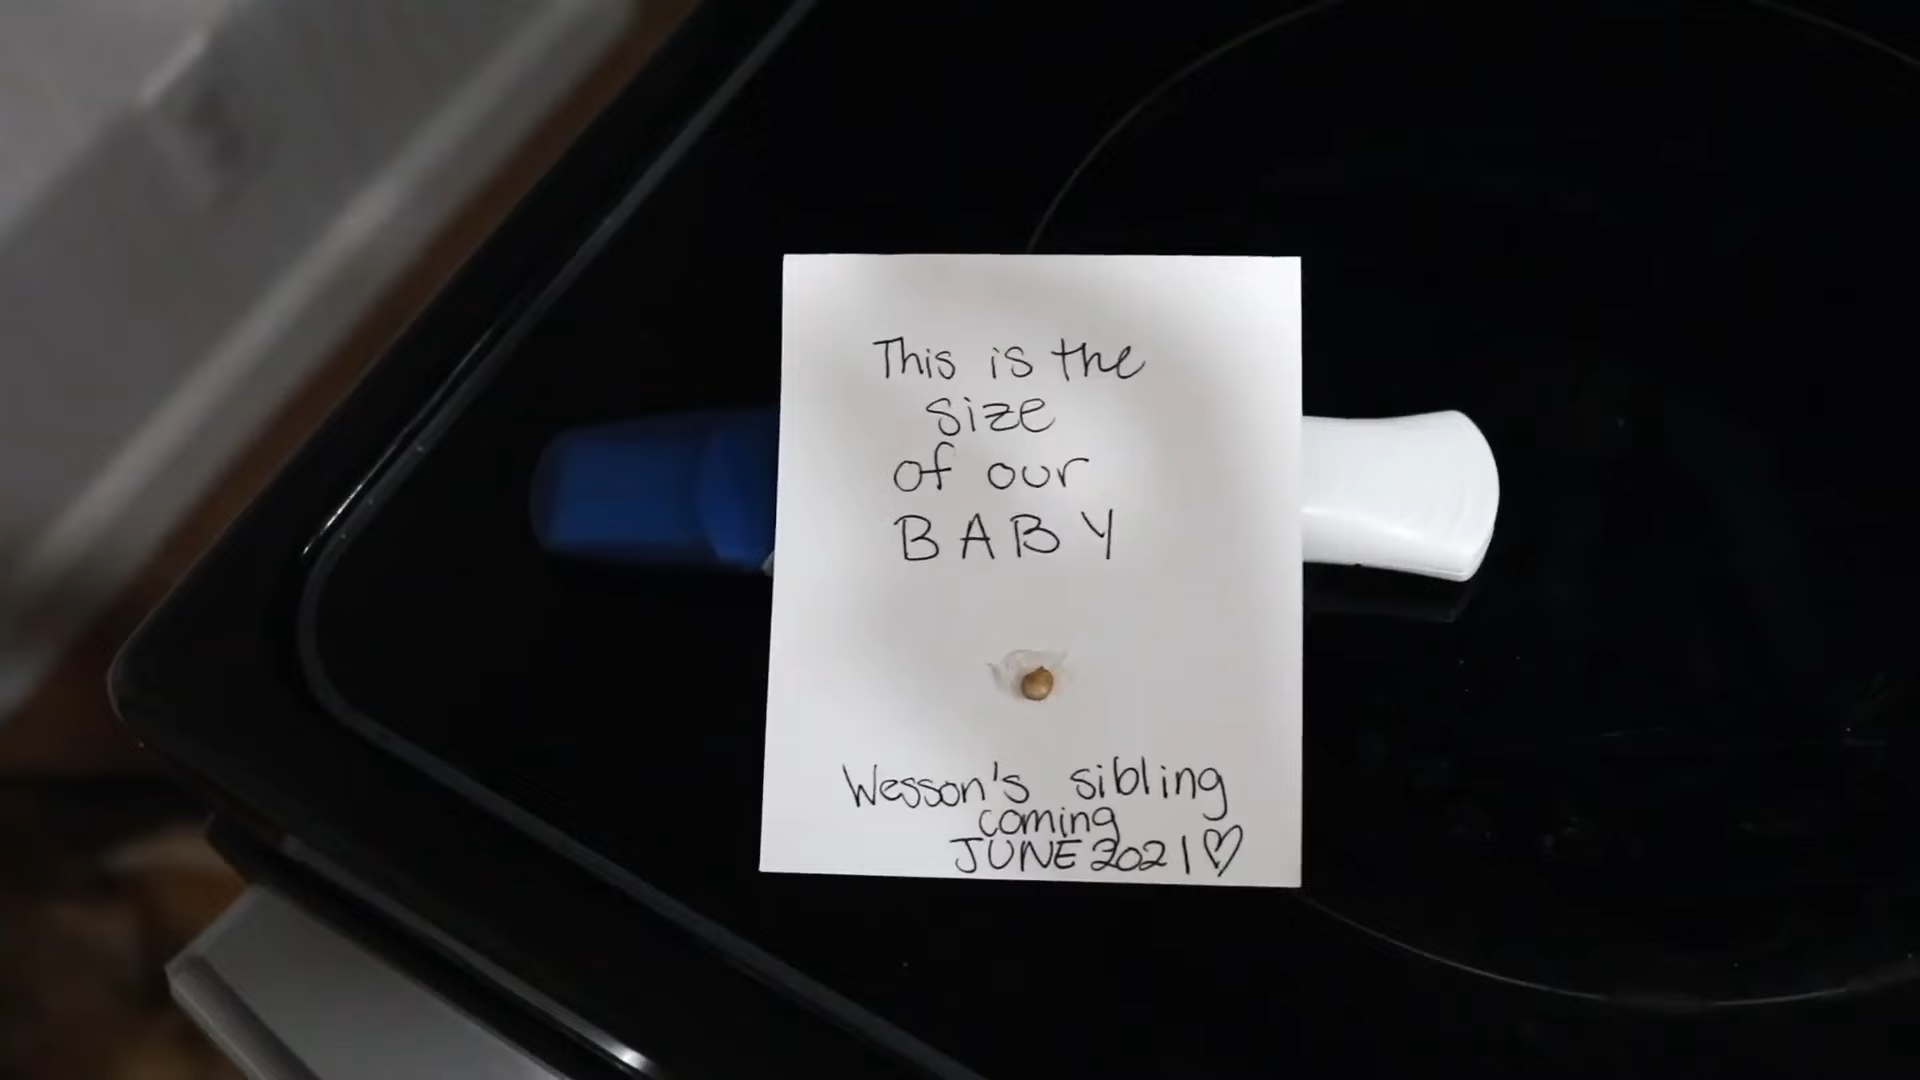 This is the
size
of our
BABY
Wesson's sibling
coming
JUNE 2021♡